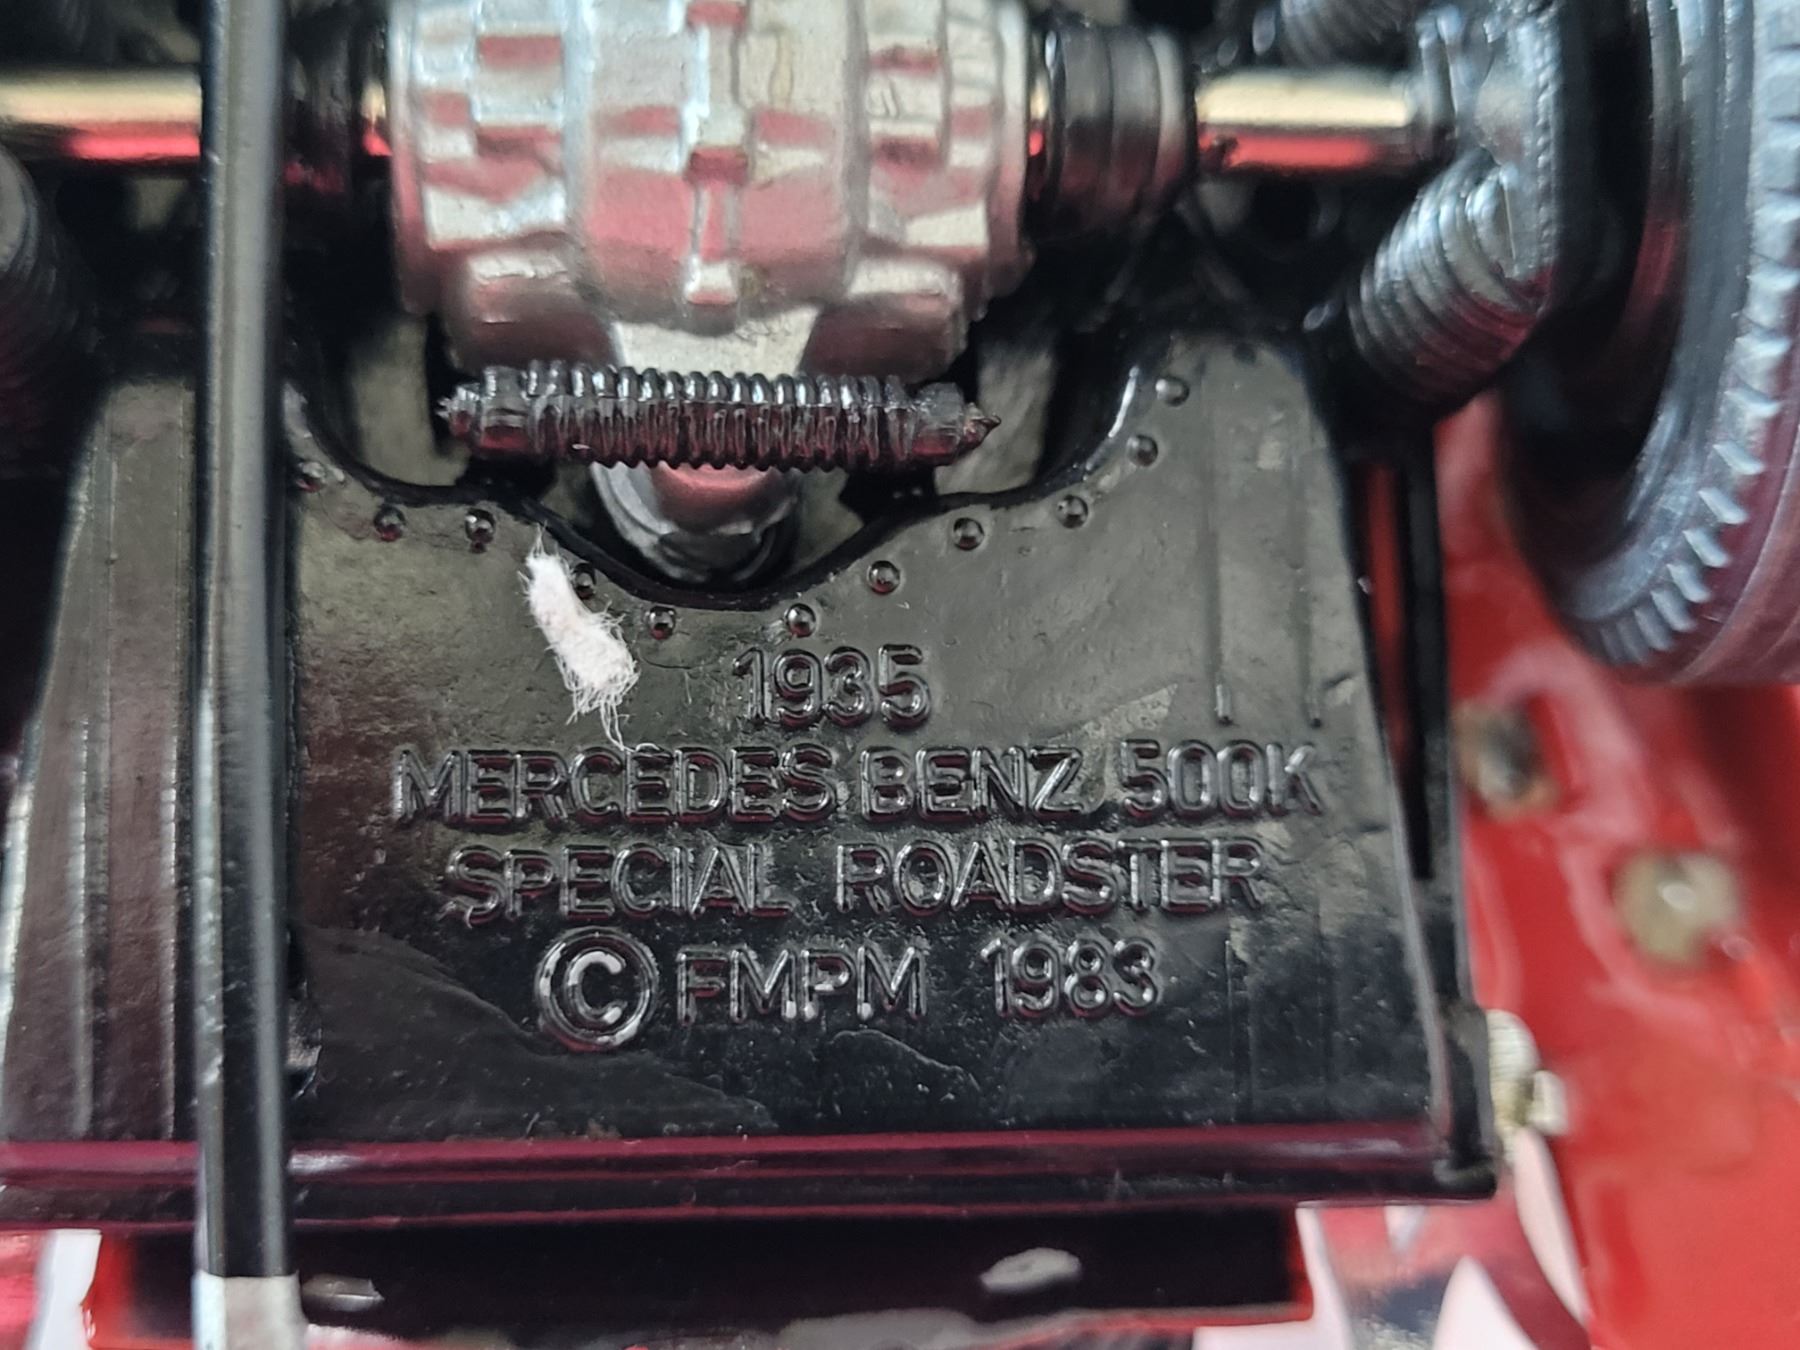 1935
MERCEDES BENZ 500K
SPECIAL ROADSTER
© FMPM 1983